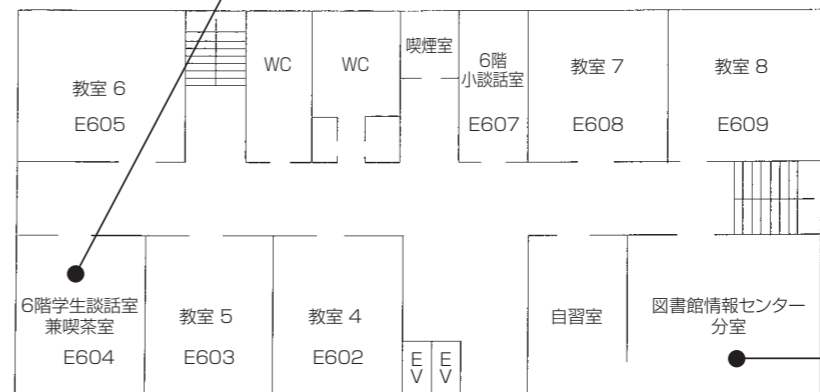 教室 6
E605
WC
WC
喫煙室
6階
小談話室
E607
教室 7
E608
教室 8
E609
6階学生談話室
兼喫茶室
E604
教室 5
E603
教室 4
E602
EV
EV
自習室
図書館情報センター
分室